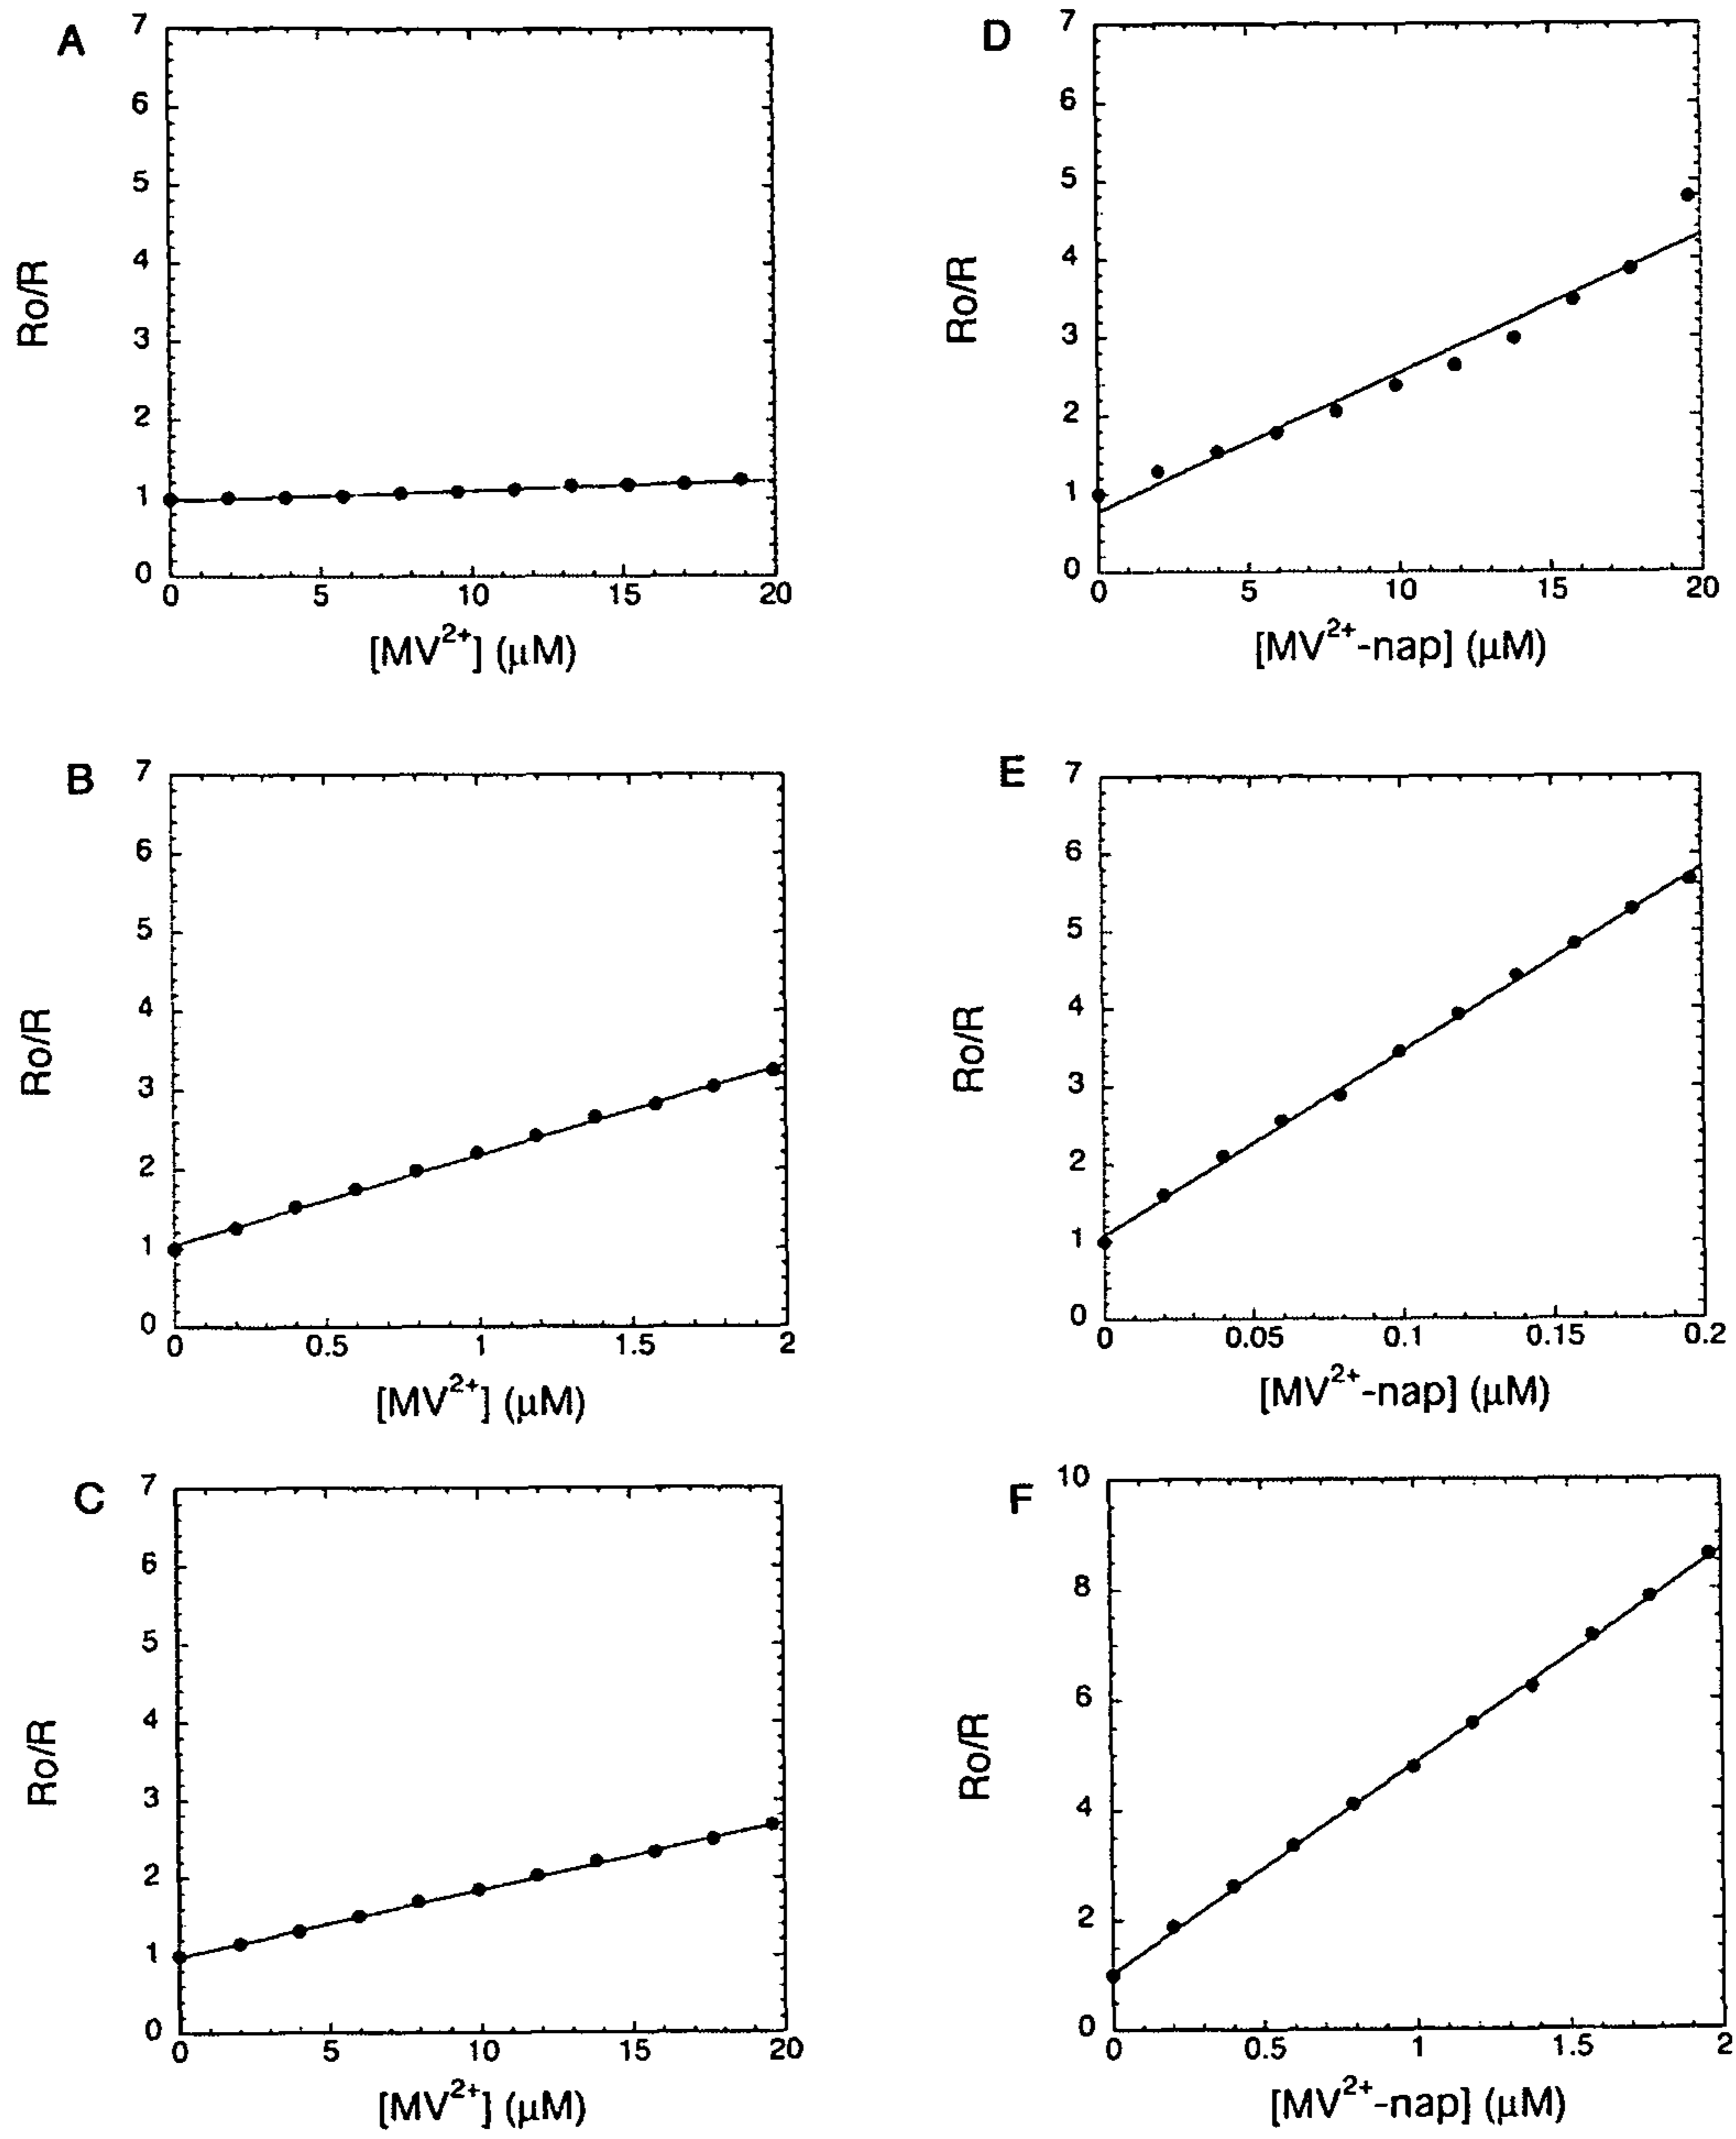 A
7
6
5
4
3
2
1
0
Ro/R
0 5 10 15 20
[MV²⁺] (μM)
D
7
6
5
4
3
2
1
0
Ro/R
0 5 10 15 20
[MV²⁺-nap] (μM)
B
7
6
5
4
3
2
1
0
Ro/R
0 0.5 1 1.5 2
[MV²⁺] (μM)
E
7
6
5
4
3
2
1
0
Ro/R
0 0.05 0.1 0.15 0.2
[MV²⁺-nap] (μM)
C
7
6
5
4
3
2
1
0
Ro/R
0 5 10 15 20
[MV²⁺] (μM)
F
10
8
6
4
2
0
Ro/R
0 0.5 1 1.5 2
[MV²⁺-nap] (μM)